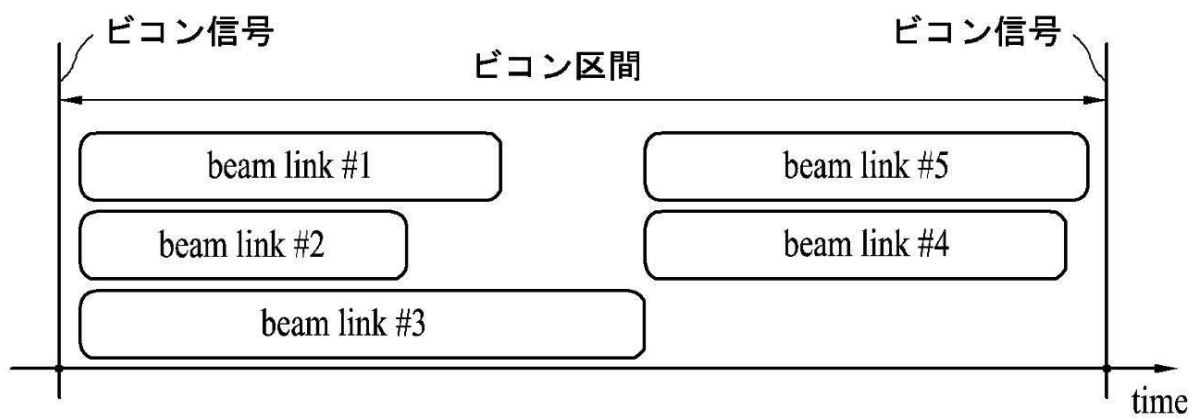 ビコン信号
ビコン信号
ビコン区間
beam link #1
beam link #5
beam link #2
beam link #4
beam link #3
time